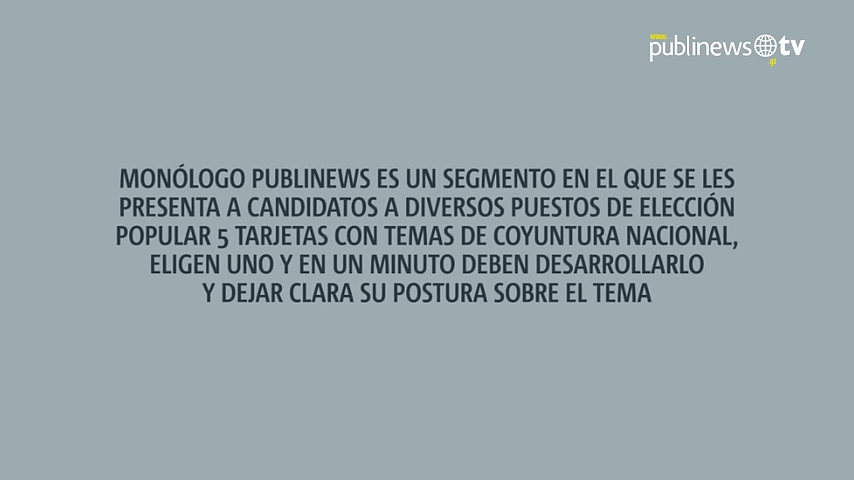 www.
publinews tv
.gt
MONÓLOGO PUBLINEWS ES UN SEGMENTO EN EL QUE SE LES
PRESENTA A CANDIDATOS A DIVERSOS PUESTOS DE ELECCIÓN
POPULAR 5 TARJETAS CON TEMAS DE COYUNTURA NACIONAL,
ELIGEN UNO Y EN UN MINUTO DEBEN DESARROLLARLO
Y DEJAR CLARA SU POSTURA SOBRE EL TEMA